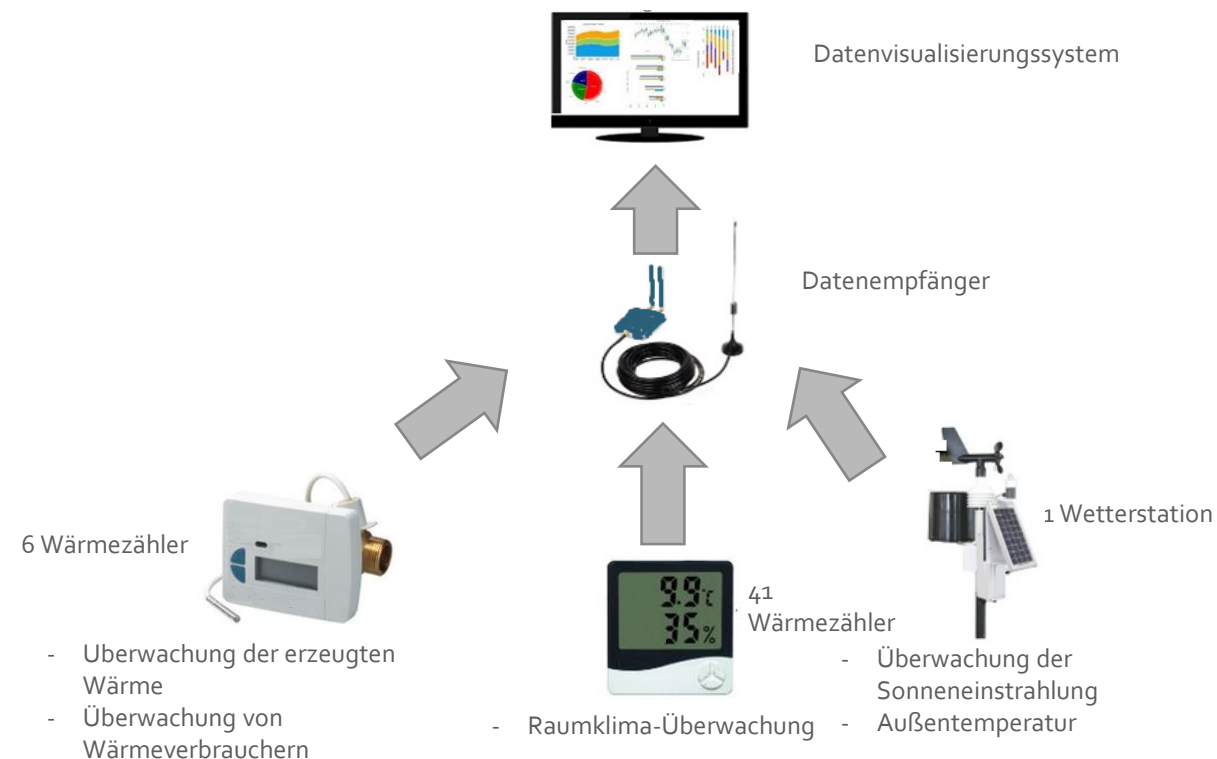 Datenvisualisierungssystem
Datenempfänger
6 Wärmezähler
- Uberwachung der erzeugten
Wärme
- Überwachung von
Wärmeverbrauchern
9.9°C
35%
41
Wärmezähler
- Raumklima-Überwachung
1 Wetterstation
- Überwachung der
Sonneneinstrahlung
- Außentemperatur